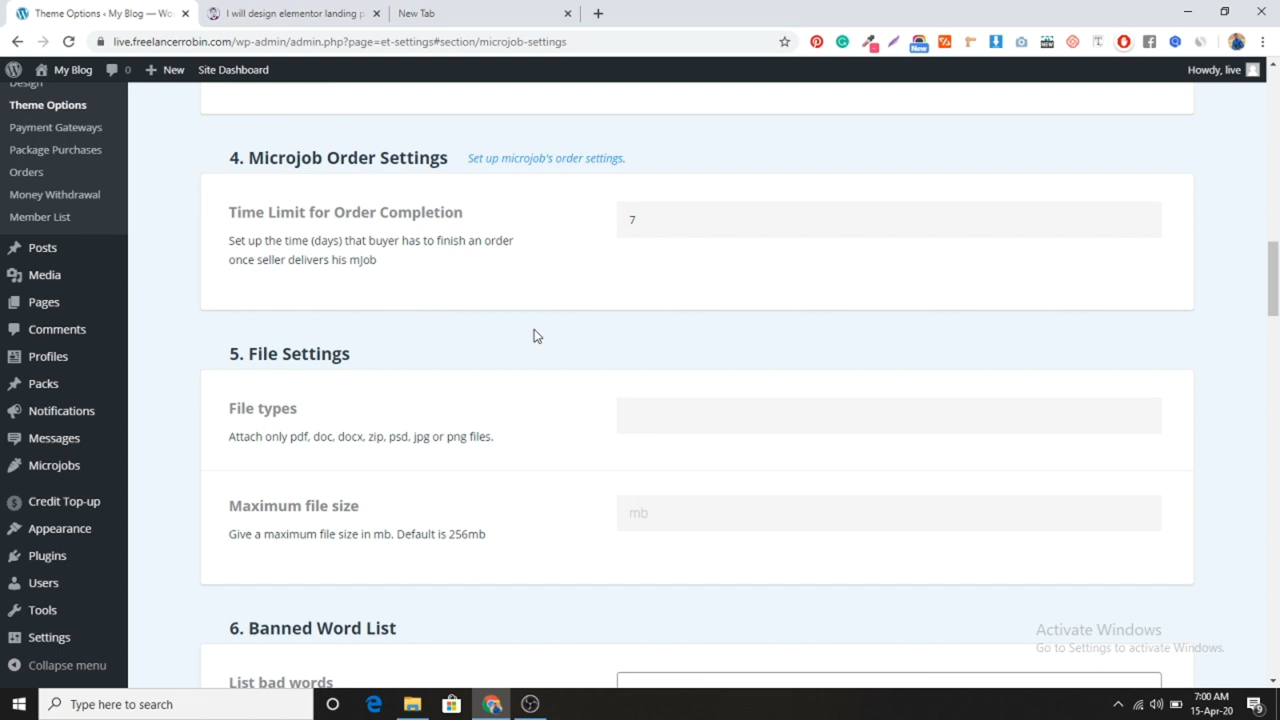 Theme Options ‹ My Blog — Wo
I will design elementor landing p
New Tab
live.freelancerrobin.com/wp-admin/admin.php?page=et-settings#section/microjob-settings
New
My Blog
0
New
Site Dashboard
Howdy, live
Design
Theme Options
Payment Gateways
Package Purchases
Orders
Money Withdrawal
Member List
Posts
Media
Pages
Comments
Profiles
Packs
Notifications
Messages
Microjobs
Credit Top-up
Appearance
Plugins
Users
Tools
Settings
Collapse menu
4. Microjob Order Settings
Set up microjob's order settings.
Time Limit for Order Completion
7
Set up the time (days) that buyer has to finish an order
once seller delivers his mJob
5. File Settings
File types
Attach only pdf, doc, docx, zip, psd, jpg or png files.
Maximum file size
mb
Give a maximum file size in mb. Default is 256mb
6. Banned Word List
List bad words
Activate Windows
Go to Settings to activate Windows.
Type here to search
7:00 AM
15-Apr-20
9